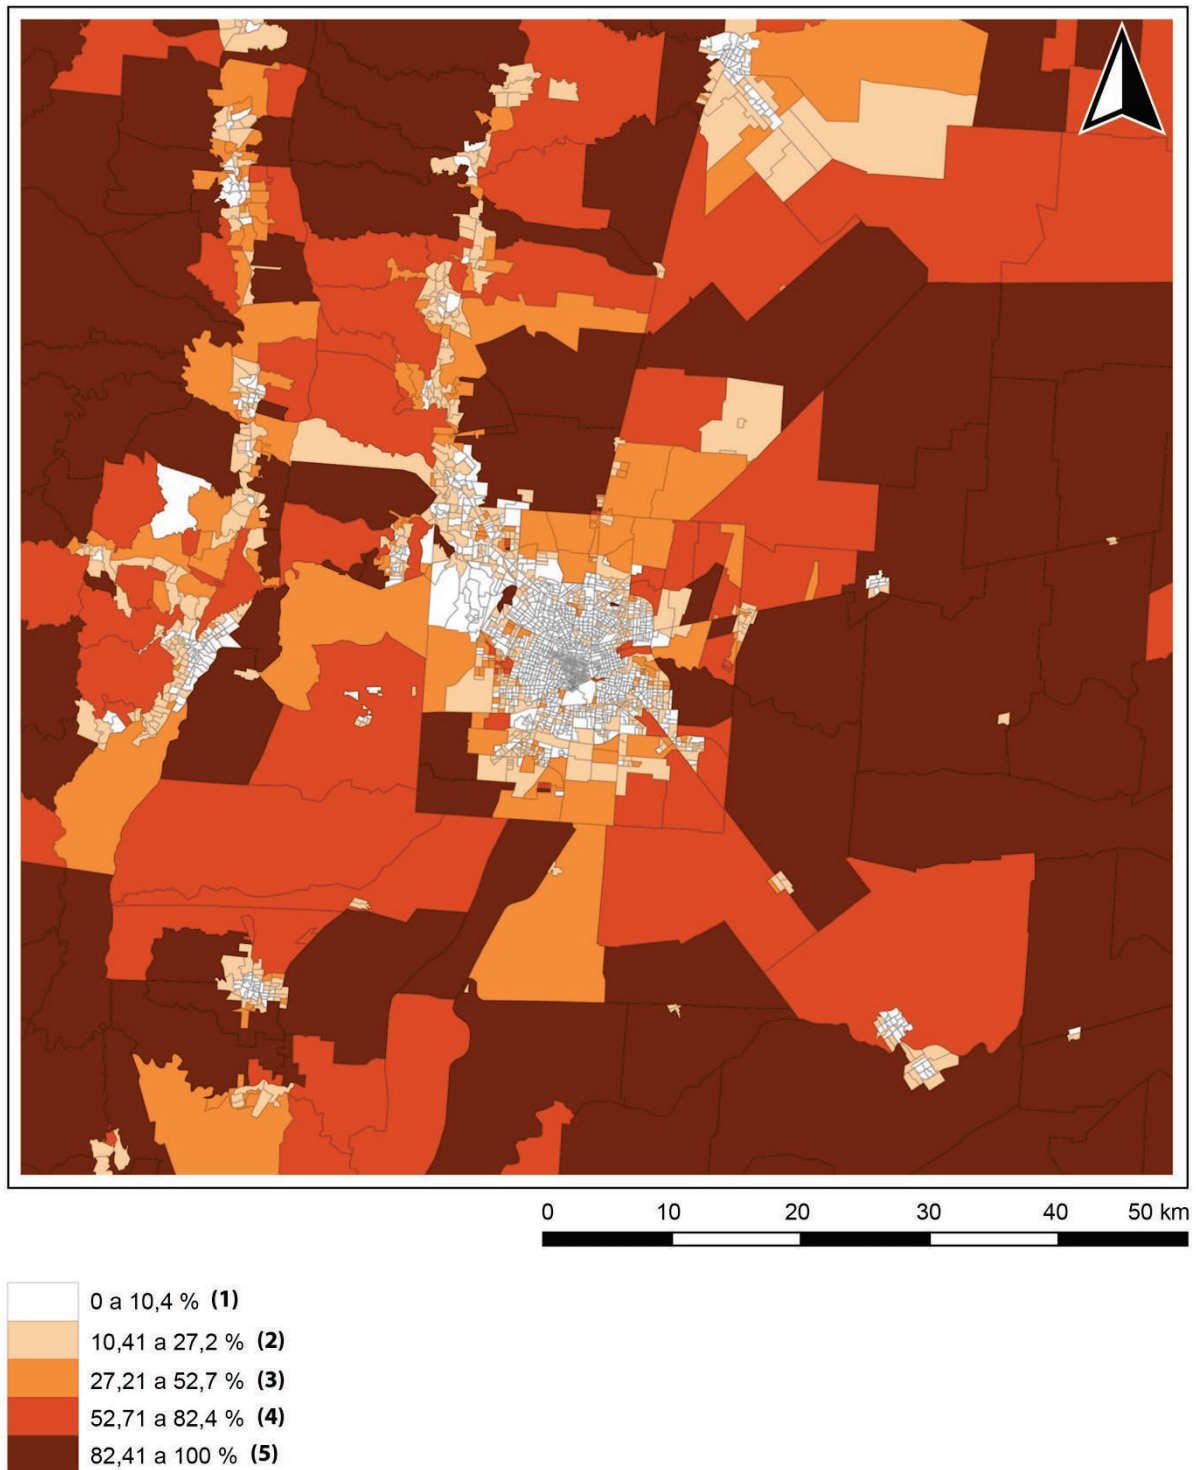 0 10 20 30 40 50 km
0 a 10,4 % (1)
10,41 a 27,2 % (2)
27,21 a 52,7 % (3)
52,71 a 82,4 % (4)
82,41 a 100 % (5)